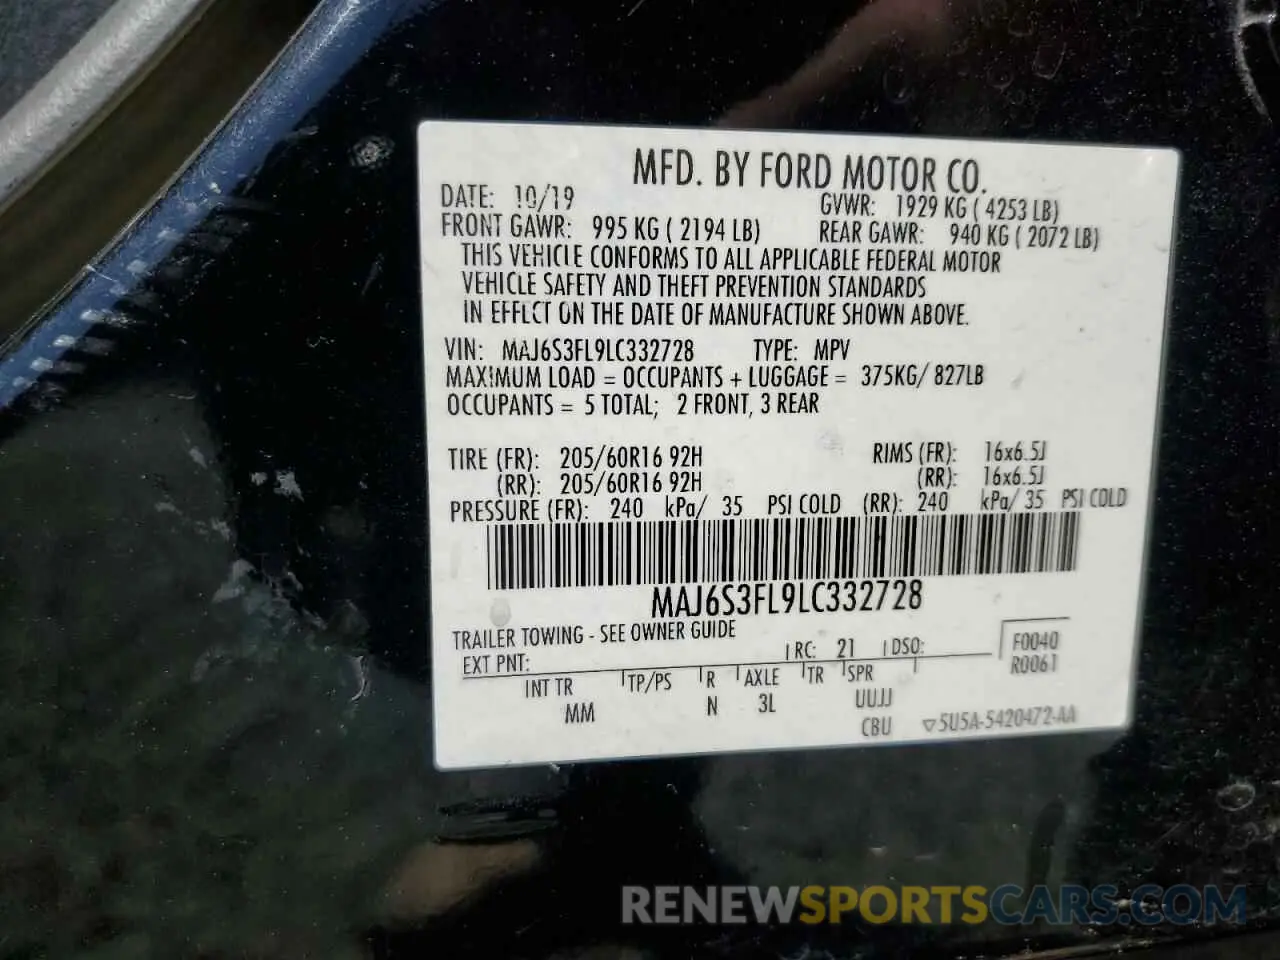 MFD. BY FORD MOTOR CO.
DATE: 10/19 GVWR: 1929 KG ( 4253 LB)
FRONT GAWR: 995 KG ( 2194 LB) REAR GAWR: 940 KG ( 2072 LB)
THIS VEHICLE CONFORMS TO ALL APPLICABLE FEDERAL MOTOR
VEHICLE SAFETY AND THEFT PREVENTION STANDARDS
IN EFFECT ON THE DATE OF MANUFACTURE SHOWN ABOVE.
VIN: MAJ6S3FL9LC332728 TYPE: MPV
MAXIMUM LOAD = OCCUPANTS + LUGGAGE = 375KG/ 827LB
OCCUPANTS = 5 TOTAL; 2 FRONT, 3 REAR
TIRE (FR): 205/60R16 92H RIMS (FR): 16x6.5J
(RR): 205/60R16 92H (RR): 16x6.5J
PRESSURE (FR): 240 kPa/ 35 PSI COLD (RR): 240 kPa/ 35 PSI COLD
MAJ6S3FL9LC332728
TRAILER TOWING - SEE OWNER GUIDE
EXT PNT: RC: 21 DSO: F0040
R0061
INT TR TP/PS R AXLE TR SPR
MM N 3L UUJJ
CBU ▽5U5A-5420472-AA
RENEWSPORTSCARS.COM